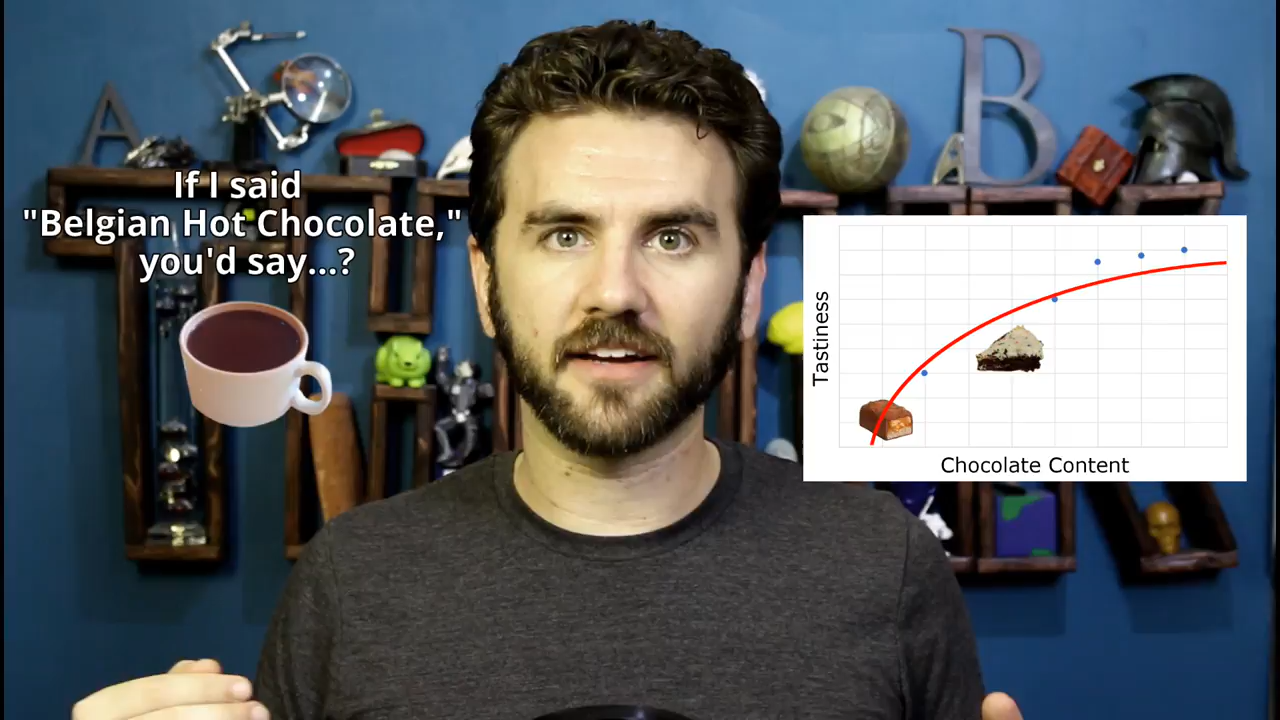 A
B
If I said
"Belgian Hot Chocolate,"
you'd say...?
Tastiness
Chocolate Content